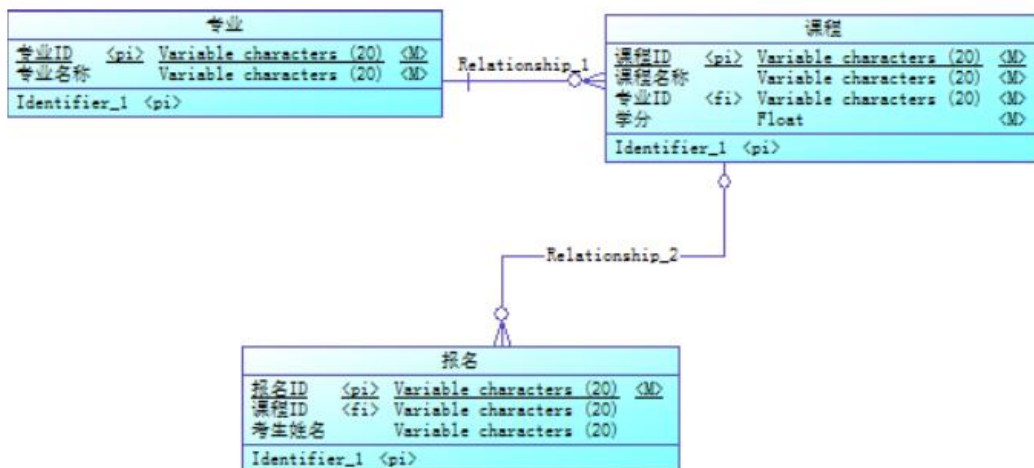 专业
专业ID <pi> Variable characters (20) <M>
专业名称 Variable characters (20) <M>
Identifier_1 <pi>
Relationship_1
课程
课程ID <pi> Variable characters (20) <M>
课程名称 Variable characters (20) <M>
专业ID <fi> Variable characters (20) <M>
学分 Float <M>
Identifier_1 <pi>
Relationship_2
报名
报名ID <pi> Variable characters (20) <M>
课程ID <fi> Variable characters (20)
考生姓名 Variable characters (20)
Identifier_1 <pi>